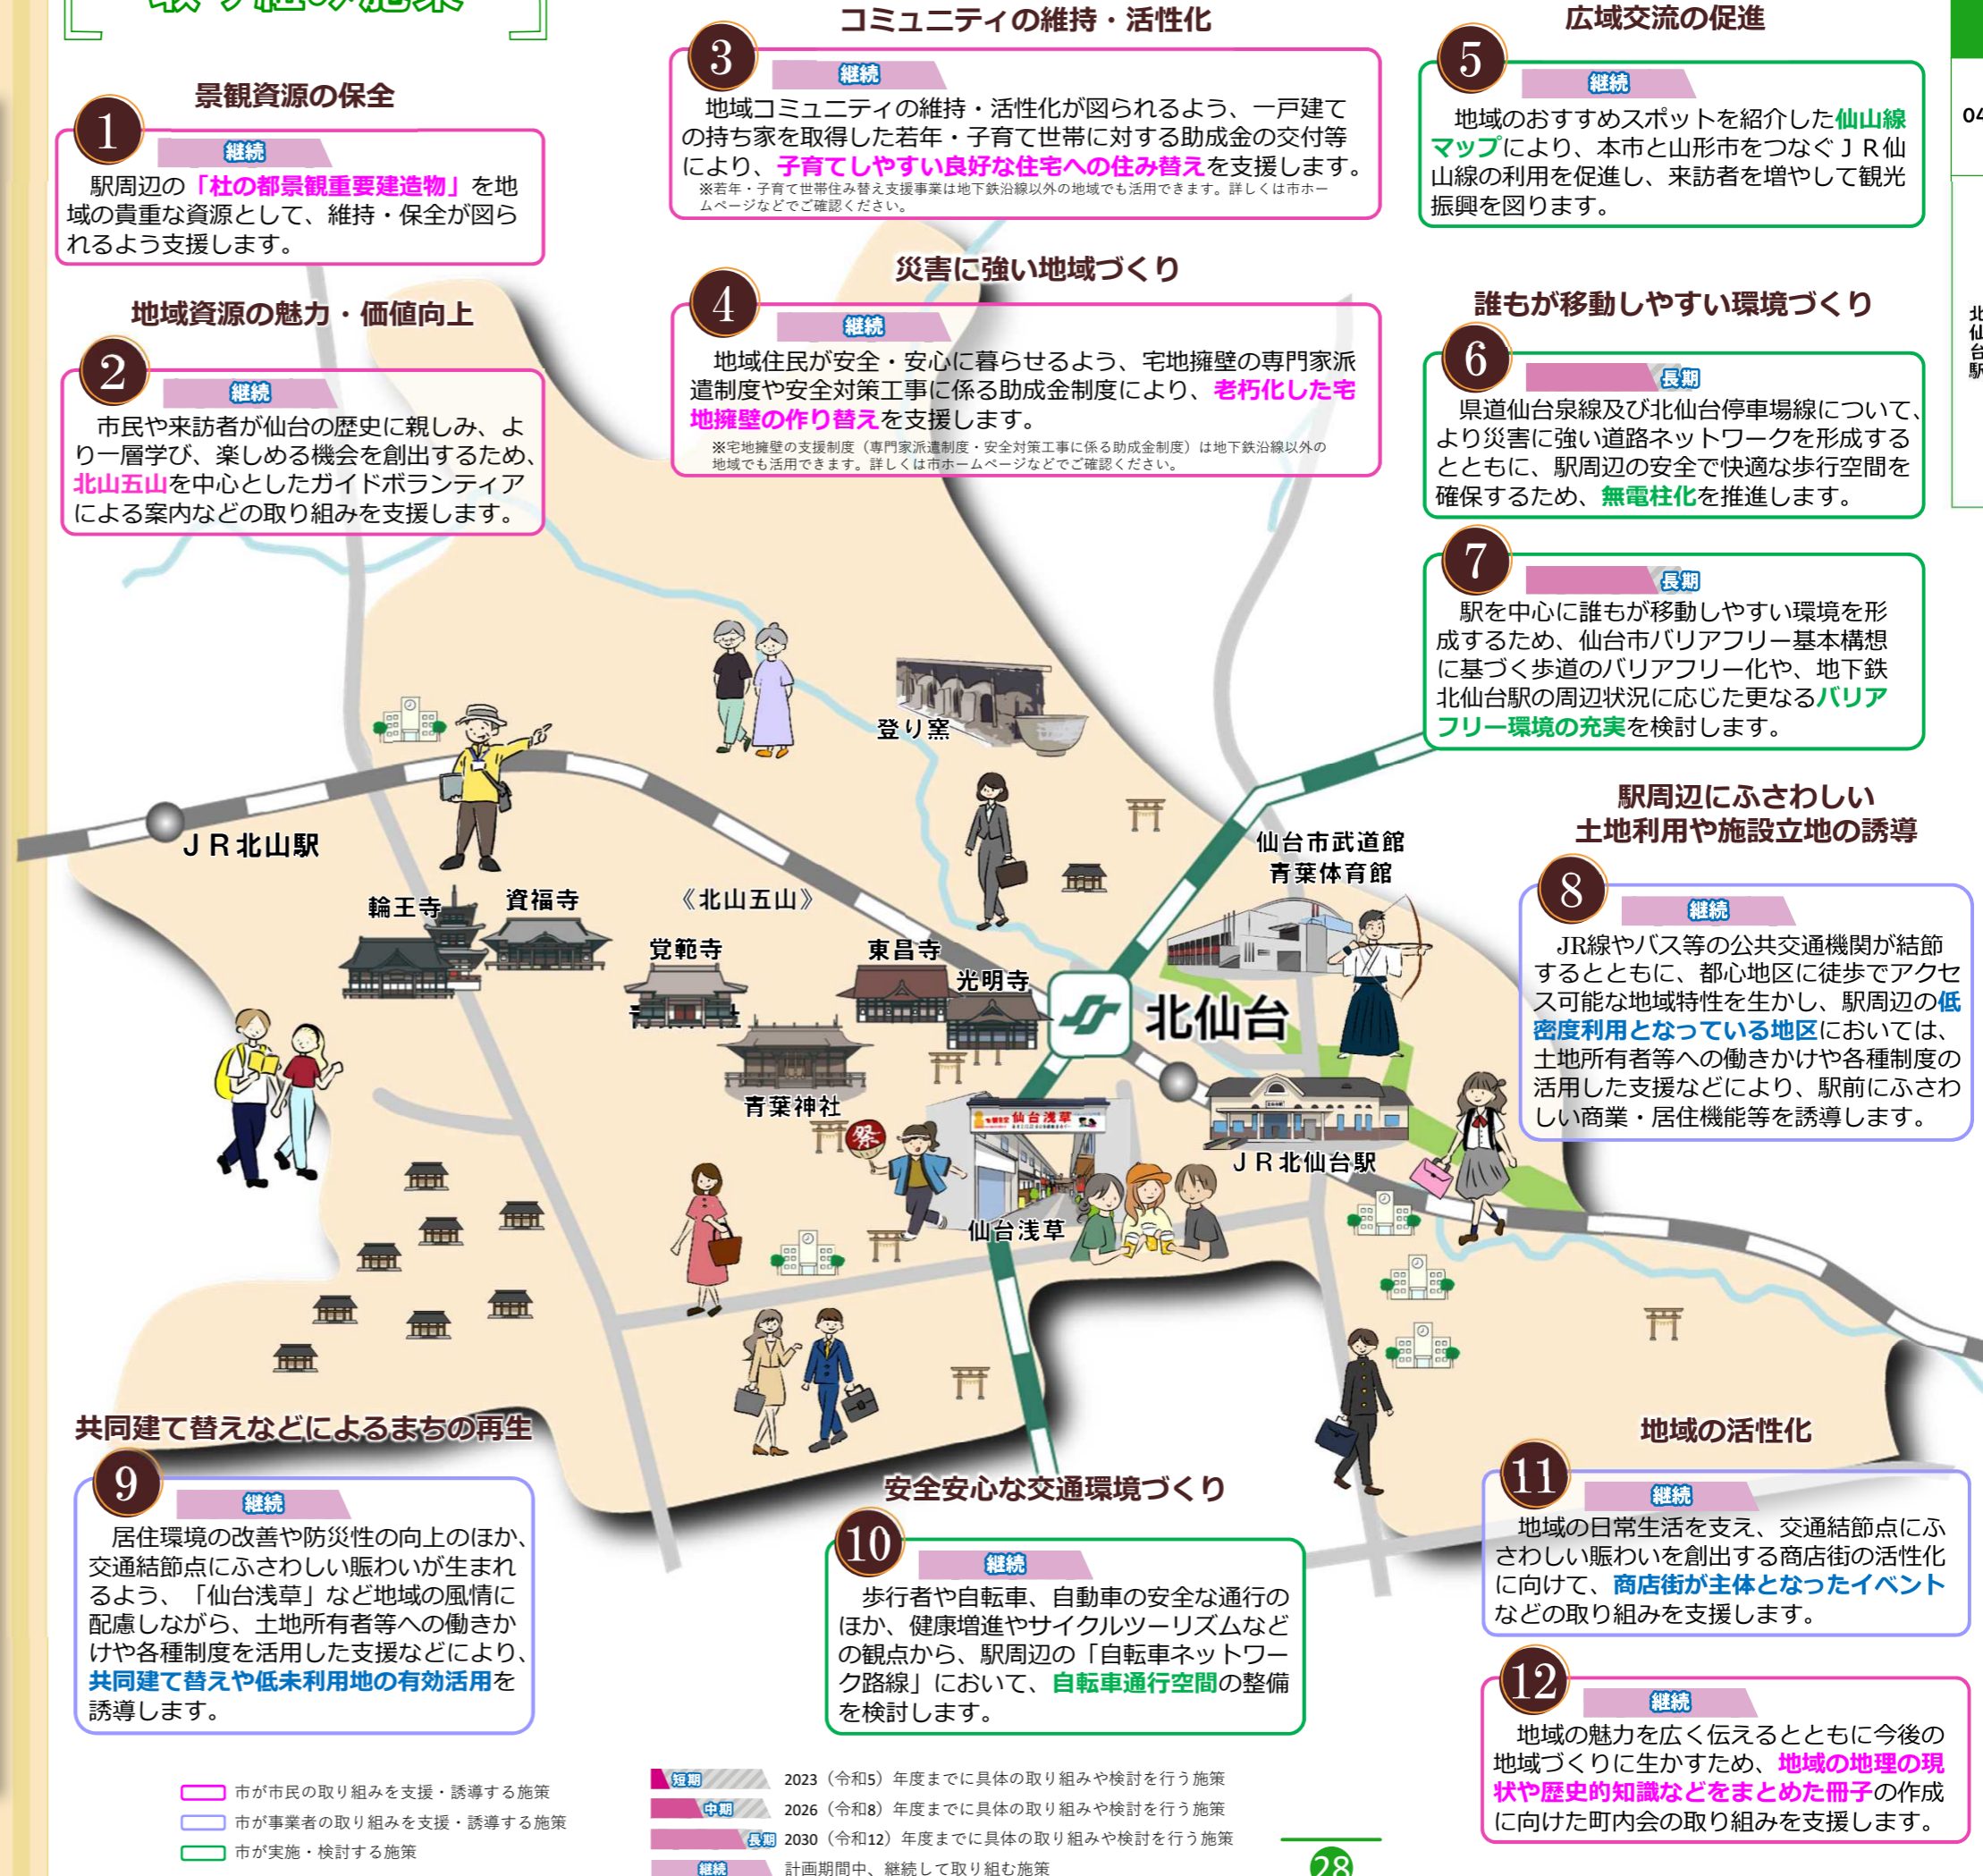 取り組む施策
景観資源の保全
1
継続
駅周辺の「杜の都景観重要建造物」を地
域の貴重な資源として、維持・保全が図ら
れるよう支援します。
地域資源の魅力・価値向上
2
継続
市民や来訪者が仙台の歴史に親しみ、よ
り一層学び、楽しめる機会を創出するため、
北山五山を中心としたガイドボランティア
による案内などの取り組みを支援します。
コミュニティの維持・活性化
3
継続
地域コミュニティの維持・活性化が図られるよう、一戸建て
の持ち家を取得した若年・子育て世帯に対する助成金の交付等
により、子育てしやすい良好な住宅への住み替えを支援します。
※若年・子育て世帯住み替え支援事業は地下鉄沿線以外の地域でも活用できます。詳しくは市ホー
ムページなどでご確認ください。
災害に強い地域づくり
4
継続
地域住民が安全・安心に暮らせるよう、宅地擁壁の専門家派
遣制度や安全対策工事に係る助成金制度により、老朽化した宅
地擁壁の作り替えを支援します。
※宅地擁壁の支援制度（専門家派遣制度・安全対策工事に係る助成金制度）は地下鉄沿線以外の
地域でも活用できます。詳しくは市ホームページなどでご確認ください。
広域交流の促進
5
継続
地域のおすすめスポットを紹介した仙山線
マップにより、本市と山形市をつなぐＪＲ仙
山線の利用を促進し、来訪者を増やして観光
振興を図ります。
誰もが移動しやすい環境づくり
6
長期
県道仙台泉線及び北仙台停車場線について、
より災害に強い道路ネットワークを形成する
とともに、駅周辺の安全で快適な歩行空間を
確保するため、無電柱化を推進します。
7
長期
駅を中心に誰もが移動しやすい環境を形
成するため、仙台市バリアフリー基本構想
に基づく歩道のバリアフリー化や、地下鉄
北仙台駅の周辺状況に応じた更なるバリア
フリー環境の充実を検討します。
04
北仙台駅
登り窯
ＪＲ北山駅
仙台市武道館
青葉体育館
輪王寺
資福寺
《北山五山》
覚範寺
東昌寺
光明寺
北仙台
青葉神社
祭
仙台浅草
仙台浅草
ＪＲ北仙台駅
駅周辺にふさわしい
土地利用や施設立地の誘導
8
継続
JR線やバス等の公共交通機関が結節
するとともに、都心地区に徒歩でアクセ
ス可能な地域特性を生かし、駅周辺の低
密度利用となっている地区においては、
土地所有者等への働きかけや各種制度の
活用した支援などにより、駅前にふさわ
しい商業・居住機能等を誘導します。
共同建て替えなどによるまちの再生
9
継続
居住環境の改善や防災性の向上のほか、
交通結節点にふさわしい賑わいが生まれ
るよう、「仙台浅草」など地域の風情に
配慮しながら、土地所有者等への働きか
けや各種制度を活用した支援などにより、
共同建て替えや低未利用地の有効活用を
誘導します。
安全安心な交通環境づくり
10
継続
歩行者や自転車、自動車の安全な通行の
ほか、健康増進やサイクルツーリズムなど
の観点から、駅周辺の「自転車ネットワー
ク路線」において、自転車通行空間の整備
を検討します。
地域の活性化
11
継続
地域の日常生活を支え、交通結節点にふ
さわしい賑わいを創出する商店街の活性化
に向けて、商店街が主体となったイベント
などの取り組みを支援します。
12
継続
地域の魅力を広く伝えるとともに今後の
地域づくりに生かすため、地域の地理の現
状や歴史的知識などをまとめた冊子の作成
に向けた町内会の取り組みを支援します。
市が市民の取り組みを支援・誘導する施策
市が事業者の取り組みを支援・誘導する施策
市が実施・検討する施策
短期 2023（令和5）年度までに具体の取り組みや検討を行う施策
中期 2026（令和8）年度までに具体の取り組みや検討を行う施策
長期 2030（令和12）年度までに具体の取り組みや検討を行う施策
継続 計画期間中、継続して取り組む施策
28